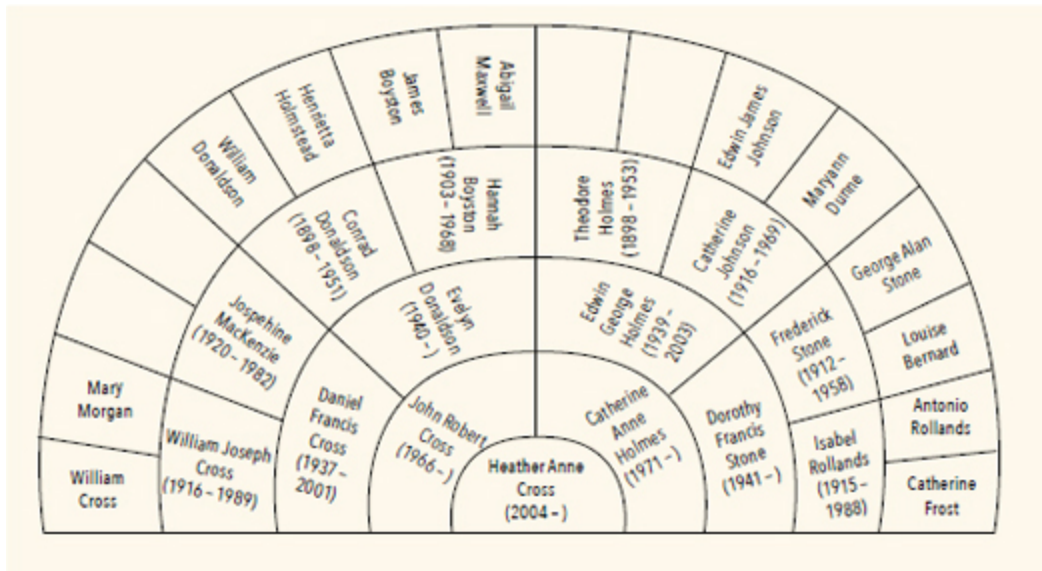 William
Cross
Mary
Morgan
William
Donaldson
Henrietta
Holmstead
James
Boyston
Abigail
Maxwell
Edwin James
Johnson
Maryann
Dunne
George Alan
Stone
Louise
Bernard
Antonio
Rollands
Catherine
Frost
William Joseph
Cross
(1916 – 1989)
Jospehine
MacKenzie
(1920 – 1982)
Conrad
Donaldson
(1898 – 1951)
Hannah
Boyston
(1903 – 1968)
Theodore
Holmes
(1898 – 1953)
Catherine
Johnson
(1916 – 1969)
Frederick
Stone
(1912 –
1958)
Isabel
Rollands
(1915 –
1988)
Daniel
Francis
Cross
(1937 –
2001)
Evelyn
Donaldson
(1940 – )
Edwin
George
Holmes
(1939 –
2003)
Dorothy
Francis
Stone
(1941 – )
John Robert
Cross
(1966 – )
Catherine
Anne
Holmes
(1971 – )
Heather Anne
Cross
(2004 – )